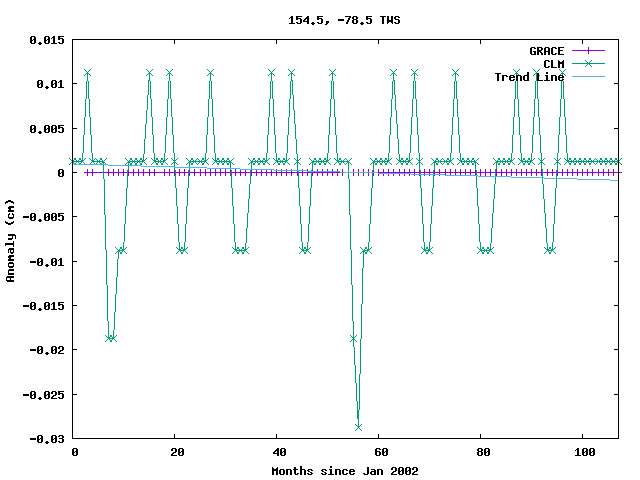 154.5, -78.5 TWS
GRACE
CLM
Trend Line
0.015
0.01
0.005
0
-0.005
-0.01
-0.015
-0.02
-0.025
-0.03
Anomaly (cm)
0 20 40 60 80 100
Months since Jan 2002